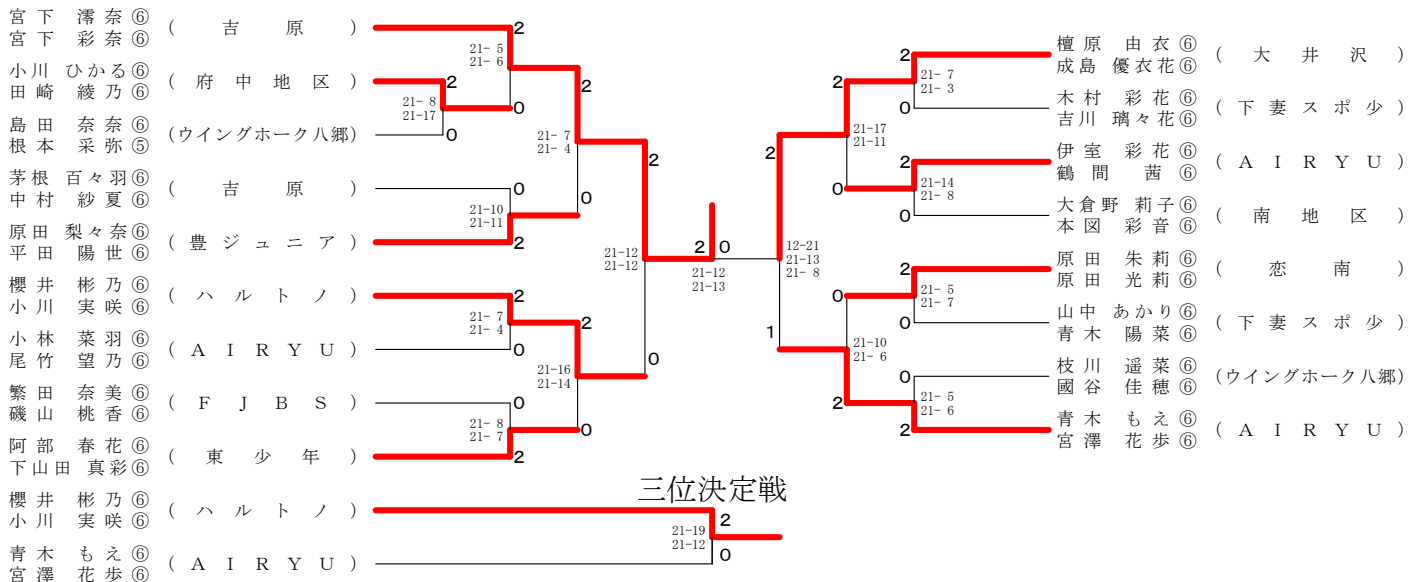 宮下 澪奈⑥
宮下 彩奈⑥
(吉原)
小川 ひかる⑥
田崎 綾乃⑥
(府中地区)
島田 奈奈⑥
根本 采弥⑤
(ウイングホーク八郷)
茅根 百々羽⑥
中村 紗夏⑥
(吉原)
原田 梨々奈⑥
平田 陽世⑥
(豊ジュニア)
櫻井 彬乃⑥
小川 実咲⑥
(ハルトノ)
小林 菜羽⑥
尾竹 望乃⑥
(AIRYU)
繁田 奈美⑥
磯山 桃香⑥
(FJBS)
阿部 春花⑥
下山田 真彩⑥
(東少年)
2
21- 5
21- 6
0
2
21- 8
21-17
0
2
21- 7
21- 4
0
0
21-10
21-11
2
2
21-12
21-12
0
2
21- 7
21- 4
0
2
21-16
21-14
0
0
21- 8
21- 7
2
2 0
21-12
21-13
2
12-21
21-13
21- 8
1
2
21- 7
21- 3
0
21-17
21-11
0
2
21-14
21- 8
0
0
21-10
21- 6
2
2
21- 5
21- 7
0
0
21- 5
21- 6
2
檀原 由衣⑥
成島 優衣花⑥
(大井沢)
木村 彩花⑥
吉川 璃々花⑥
(下妻スポ少)
伊室 彩花⑥
鶴間 茜⑥
(AIRYU)
大倉野 莉子⑥
本図 彩音⑥
(南地区)
原田 朱莉⑥
原田 光莉⑥
(恋南)
山中 あかり⑥
青木 陽菜⑥
(下妻スポ少)
枝川 遥菜⑥
國谷 佳穂⑥
(ウイングホーク八郷)
青木 もえ⑥
宮澤 花歩⑥
(AIRYU)
三位決定戦
櫻井 彬乃⑥
小川 実咲⑥
(ハルトノ)
2
21-19
21-12
0
青木 もえ⑥
宮澤 花歩⑥
(AIRYU)